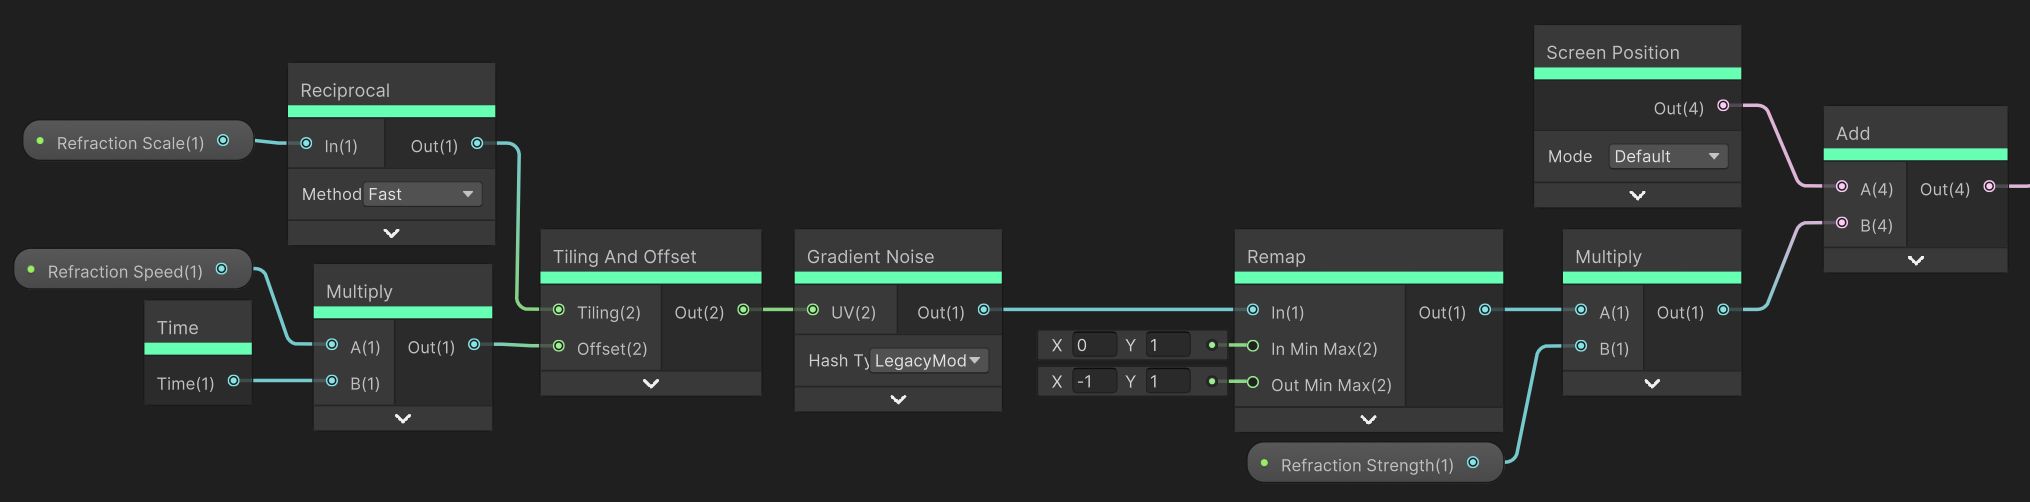 Refraction Scale(1)
Reciprocal
In(1) Out(1)
Method Fast
Refraction Speed(1)
Time
Time(1)
Multiply
A(1) Out(1)
B(1)
Tiling And Offset
Tiling(2) Out(2)
Offset(2)
Gradient Noise
UV(2) Out(1)
Hash Ty LegacyMod
X 0 Y 1
X -1 Y 1
Remap
In(1) Out(1)
In Min Max(2)
Out Min Max(2)
Refraction Strength(1)
Screen Position
Out(4)
Mode Default
Multiply
A(1) Out(1)
B(1)
Add
A(4) Out(4)
B(4)